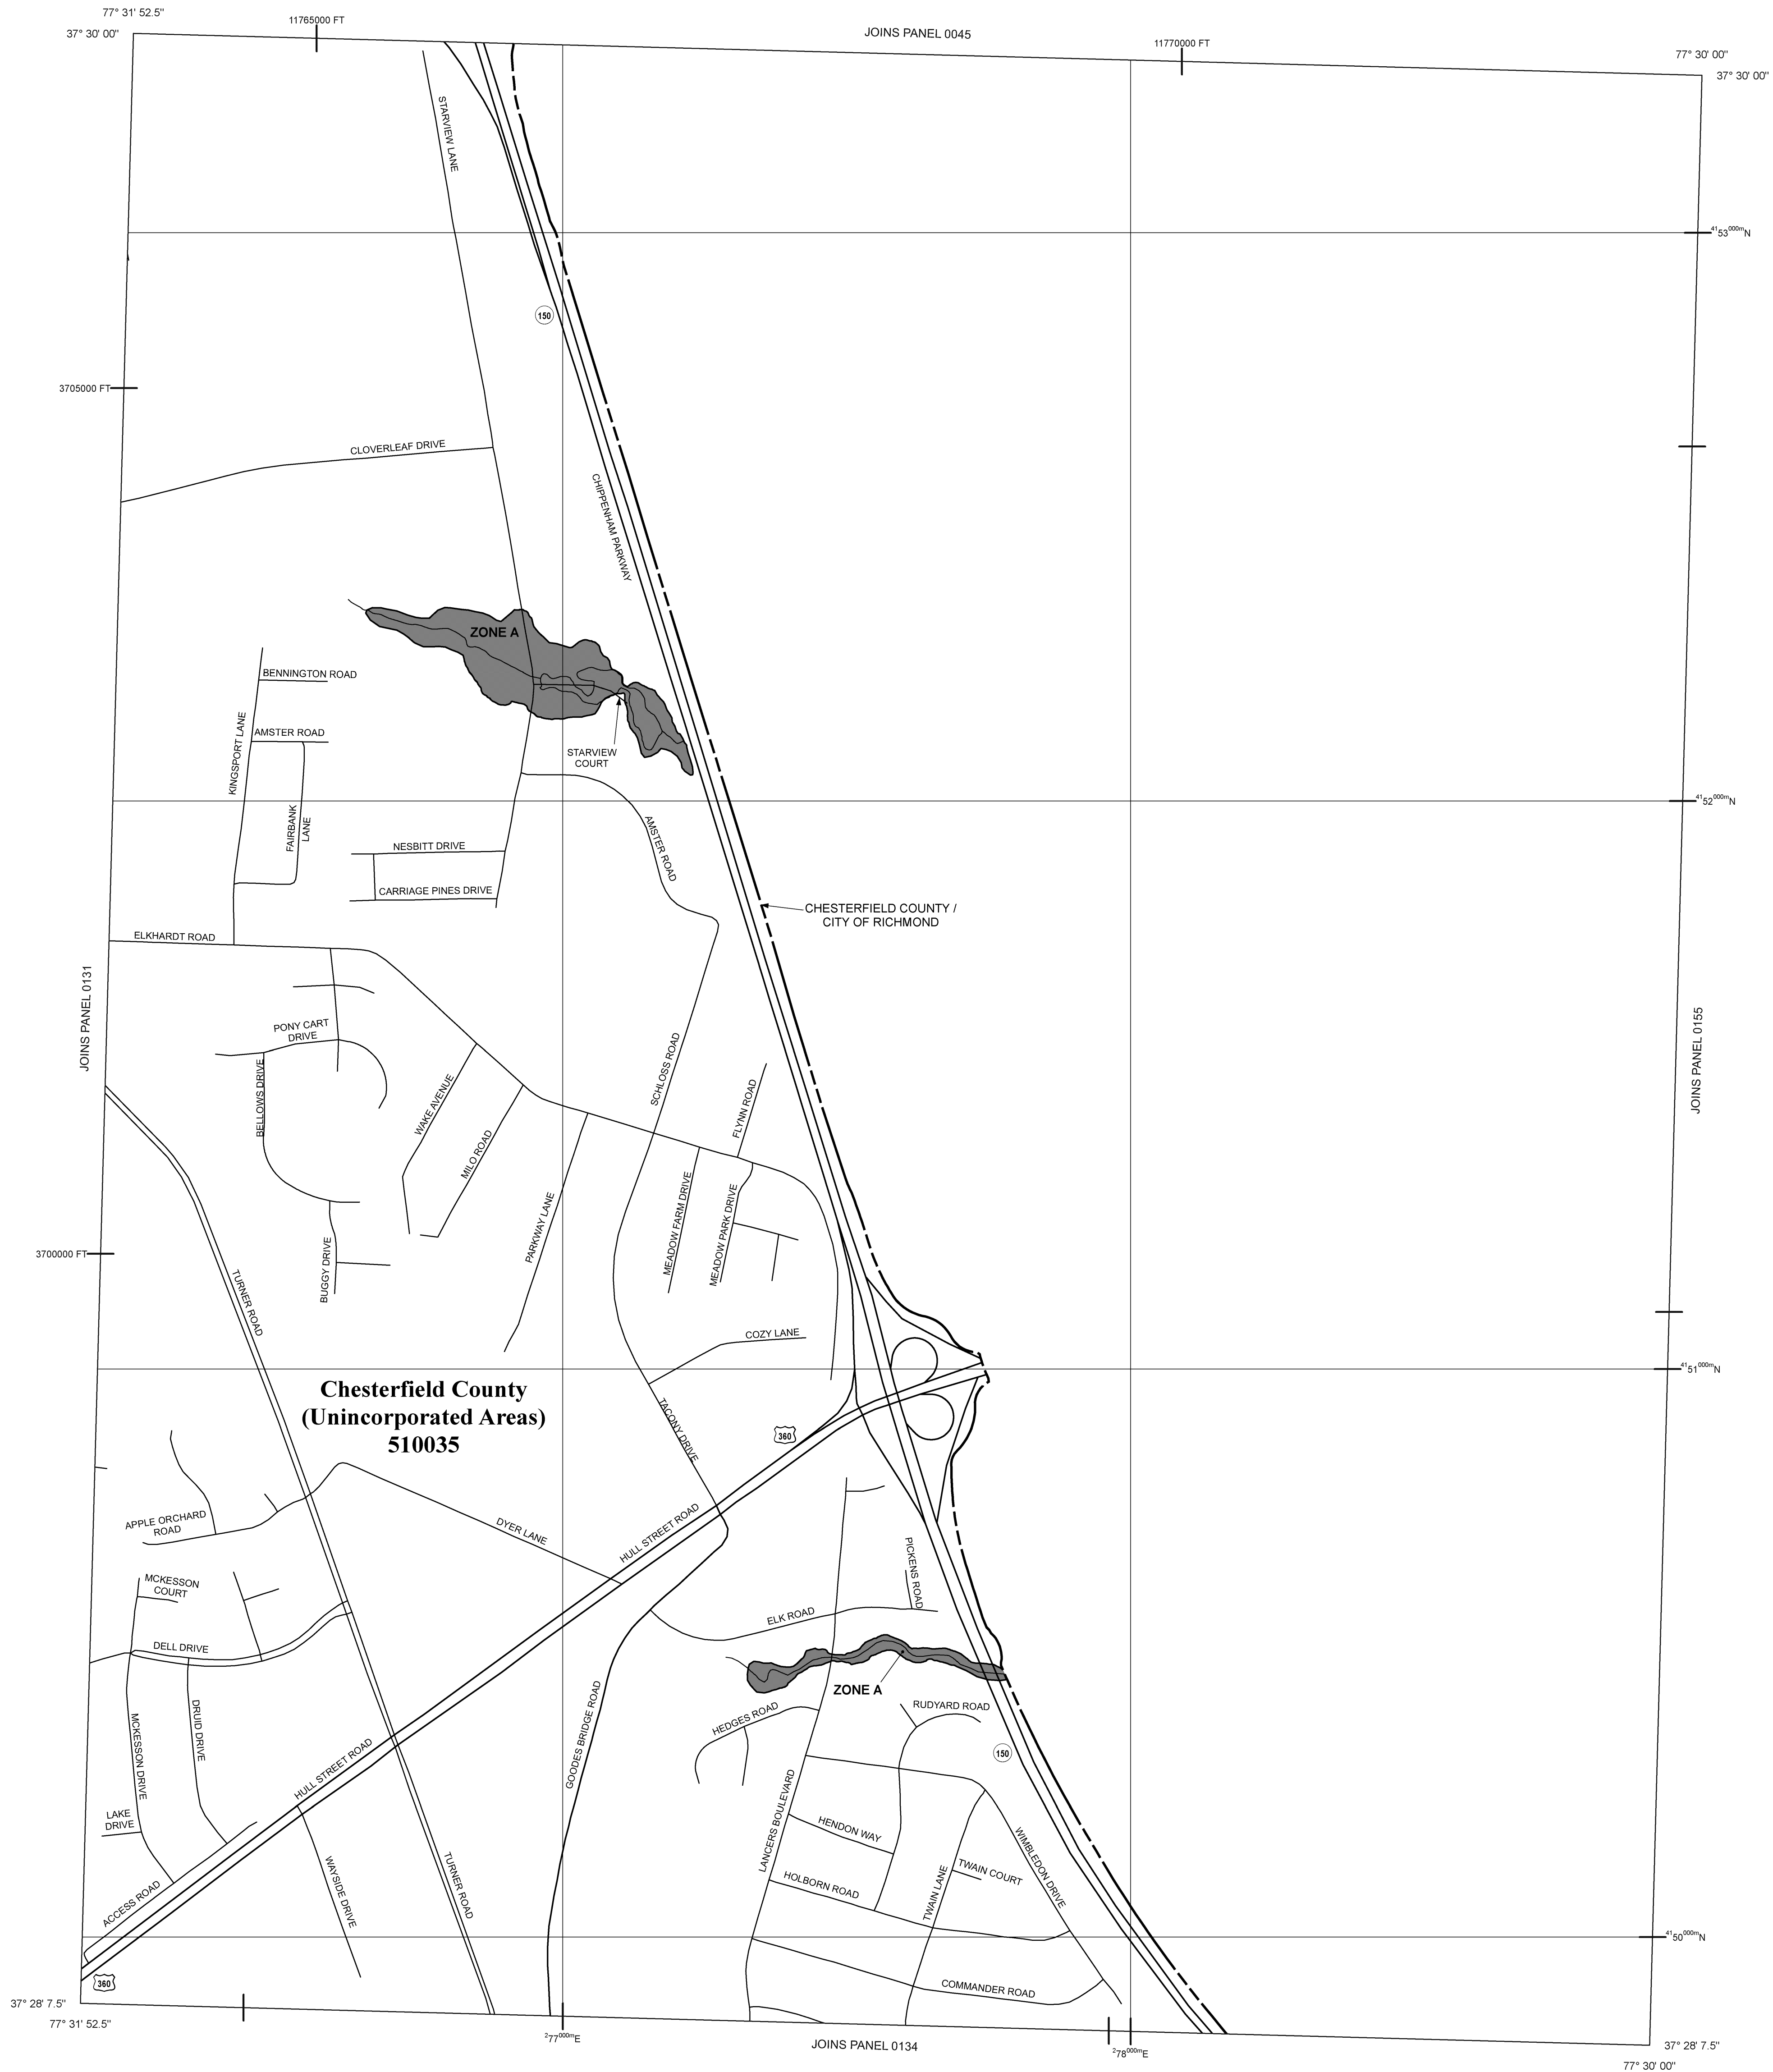 77° 31' 52.5"
37° 30' 00"
11765000 FT
JOINS PANEL 0045
11770000 FT
77° 30' 00"
37° 30' 00"
STARVIEW LANE
4153000mN
150
3705000 FT
CLOVERLEAF DRIVE
CHIPPENHAM PARKWAY
ZONE A
BENNINGTON ROAD
KINGSPORT LANE
AMSTER ROAD
STARVIEW
COURT
4152000mN
FAIRBANK
LANE
AMSTER ROAD
NESBITT DRIVE
CARRIAGE PINES DRIVE
CHESTERFIELD COUNTY /
CITY OF RICHMOND
ELKHARDT ROAD
JOINS PANEL 0131
JOINS PANEL 0155
PONY CART
DRIVE
BELLOWS DRIVE
WAKE AVENUE
MILO ROAD
SCHLOSS ROAD
FLYNN ROAD
PARKWAY LANE
MEADOW FARM DRIVE
MEADOW PARK DRIVE
3700000 FT
BUGGY DRIVE
TURNER ROAD
COZY LANE
4151000mN
Chesterfield County
(Unincorporated Areas)
510035
TACONY DRIVE
360
APPLE ORCHARD
ROAD
DYER LANE
HULL STREET ROAD
PICKENS ROAD
MCKESSON
COURT
ELK ROAD
DELL DRIVE
ZONE A
MCKESSON DRIVE
DRUID DRIVE
GOODES BRIDGE ROAD
HEDGES ROAD
RUDYARD ROAD
150
HULL STREET ROAD
LAKE
DRIVE
LANCERS BOULEVARD
HENDON WAY
WIMBLEDON DRIVE
TWAIN COURT
HOLBORN ROAD
TWAIN LANE
ACCESS ROAD
WAYSIDE DRIVE
TURNER ROAD
4150000mN
360
COMMANDER ROAD
37° 28' 7.5"
77° 31' 52.5"
277000mE
JOINS PANEL 0134
278000mE
37° 28' 7.5"
77° 30' 00"